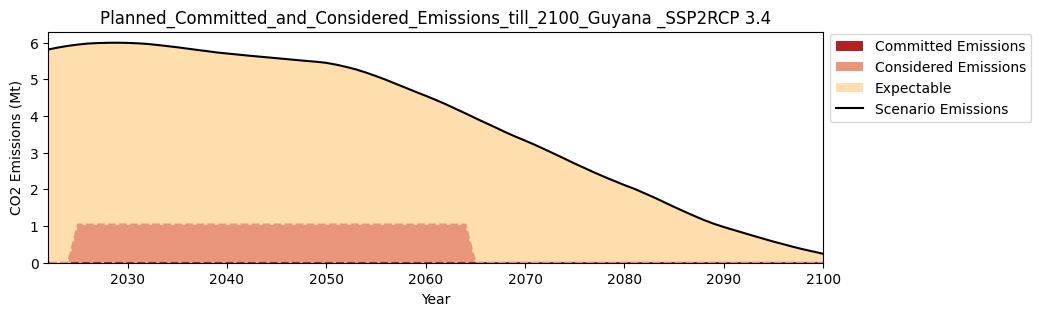 Planned_Committed_and_Considered_Emissions_till_2100_Guyana _SSP2RCP 3.4
CO2 Emissions (Mt)
6
5
4
3
2
1
0
2030 2040 2050 2060 2070 2080 2090 2100
Year
Committed Emissions
Considered Emissions
Expectable
Scenario Emissions